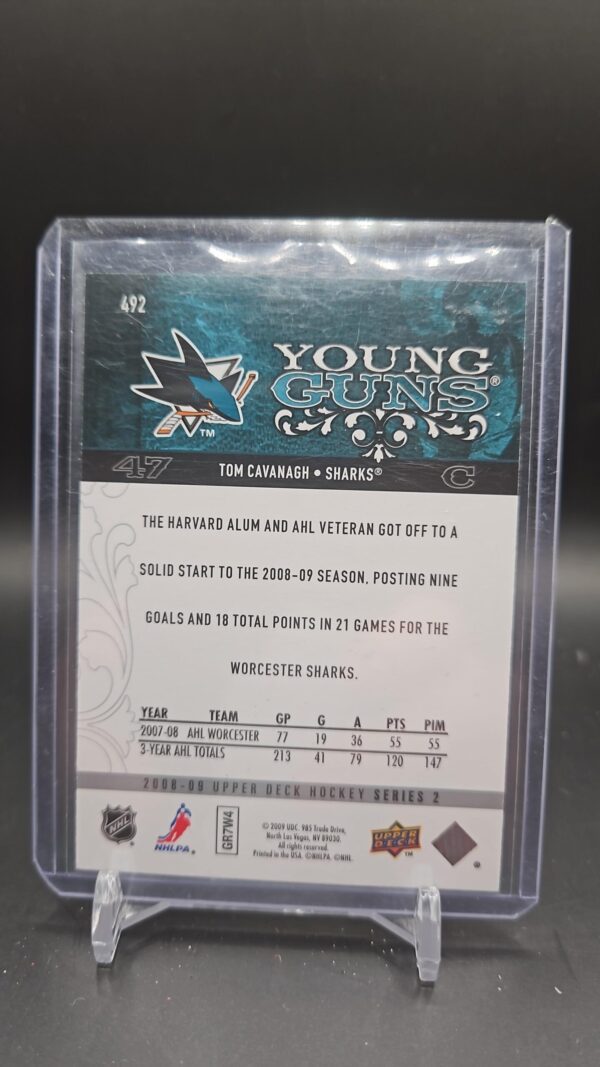 492
YOUNG
GUNS®
TM
47 TOM CAVANAGH • SHARKS® C
THE HARVARD ALUM AND AHL VETERAN GOT OFF TO A
SOLID START TO THE 2008-09 SEASON, POSTING NINE
GOALS AND 18 TOTAL POINTS IN 21 GAMES FOR THE
WORCESTER SHARKS.
YEAR TEAM GP G A PTS PIM
2007-08 AHL WORCESTER 77 19 36 55 55
3-YEAR AHL TOTALS 213 41 79 120 147
2008-09 UPPER DECK HOCKEY SERIES 2
NHL
NHLPA.
GR7W4
© 2009 UDC. 985 Trade Drive,
North Las Vegas, NV 89030.
All rights reserved.
Printed in the USA. ©NHLPA. ©NHL.
UPPER
DECK
TM
®